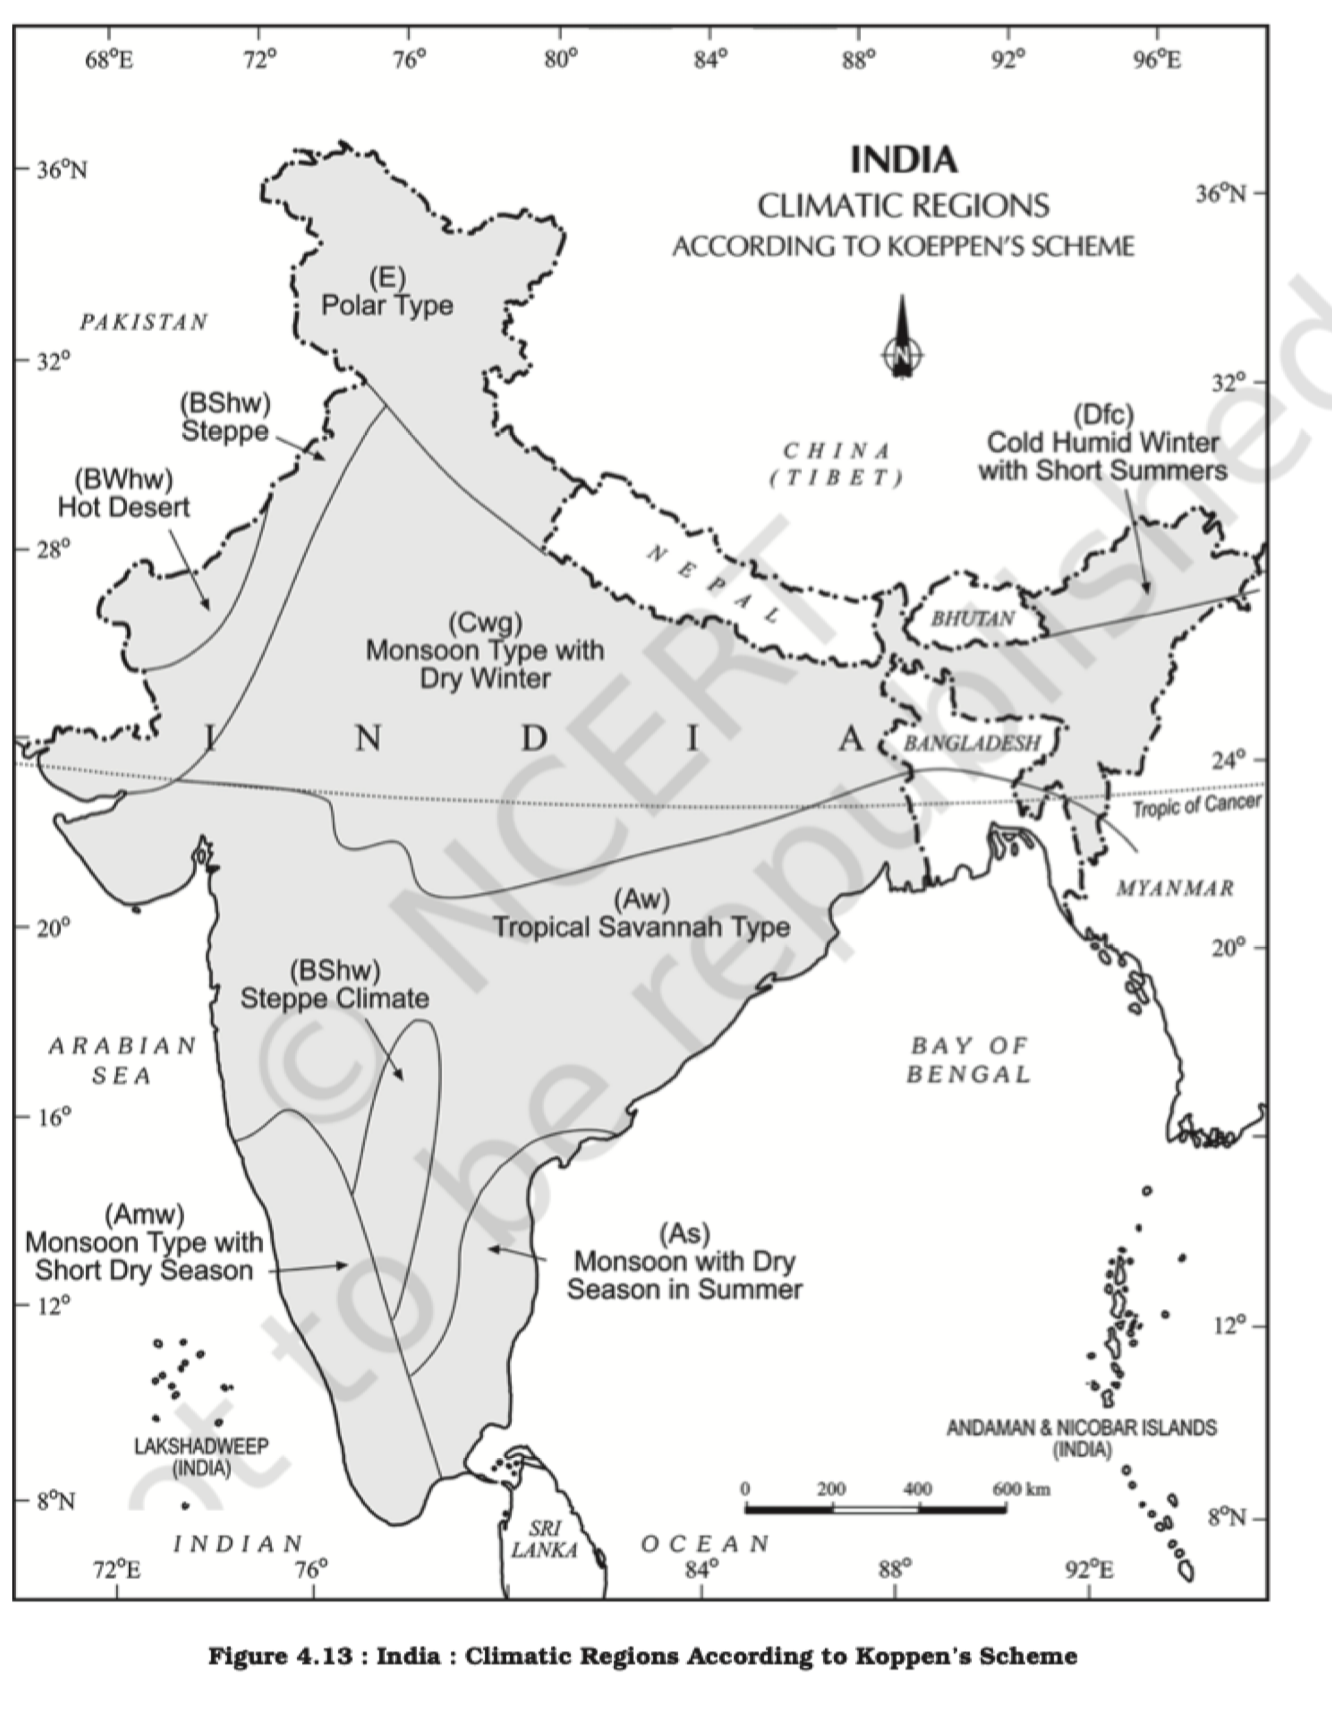 68°E 72° 76° 80° 84° 88° 92° 96°E
36°N
INDIA
CLIMATIC REGIONS
ACCORDING TO KOEPPEN'S SCHEME
36°N
(E)
Polar Type
PAKISTAN
N
32°
32°
(BShw)
Steppe
(BWhw)
Hot Desert
CHINA
(TIBET)
(Dfc)
Cold Humid Winter
with Short Summers
28°
NEPAL
BHUTAN
(Cwg)
Monsoon Type with
Dry Winter
INDIA
BANGLADESH
24°
Tropic of Cancer
MYANMAR
(Aw)
Tropical Savannah Type
20°
20°
(BShw)
Steppe Climate
ARABIAN
SEA
BAY OF
BENGAL
16°
(Amw)
Monsoon Type with
Short Dry Season
(As)
Monsoon with Dry
Season in Summer
12°
12°
LAKSHADWEEP
(INDIA)
ANDAMAN & NICOBAR ISLANDS
(INDIA)
0 200 400 600 km
8°N
8°N
INDIAN
SRI
LANKA
OCEAN
72°E 76° 84° 88° 92°E
© NCERT
not to be republished
Figure 4.13 : India : Climatic Regions According to Koppen's Scheme